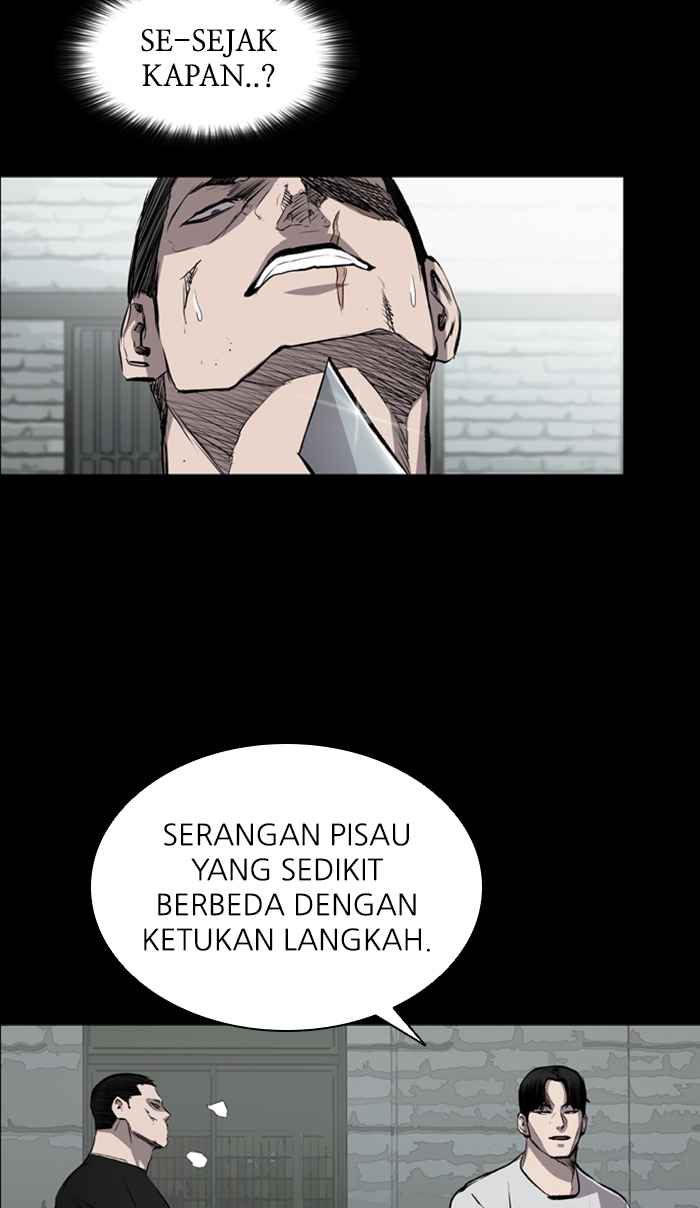 SE-SEJAK
KAPAN..?
SERANGAN PISAU
YANG SEDIKIT
BERBEDA DENGAN
KETUKAN LANGKAH.